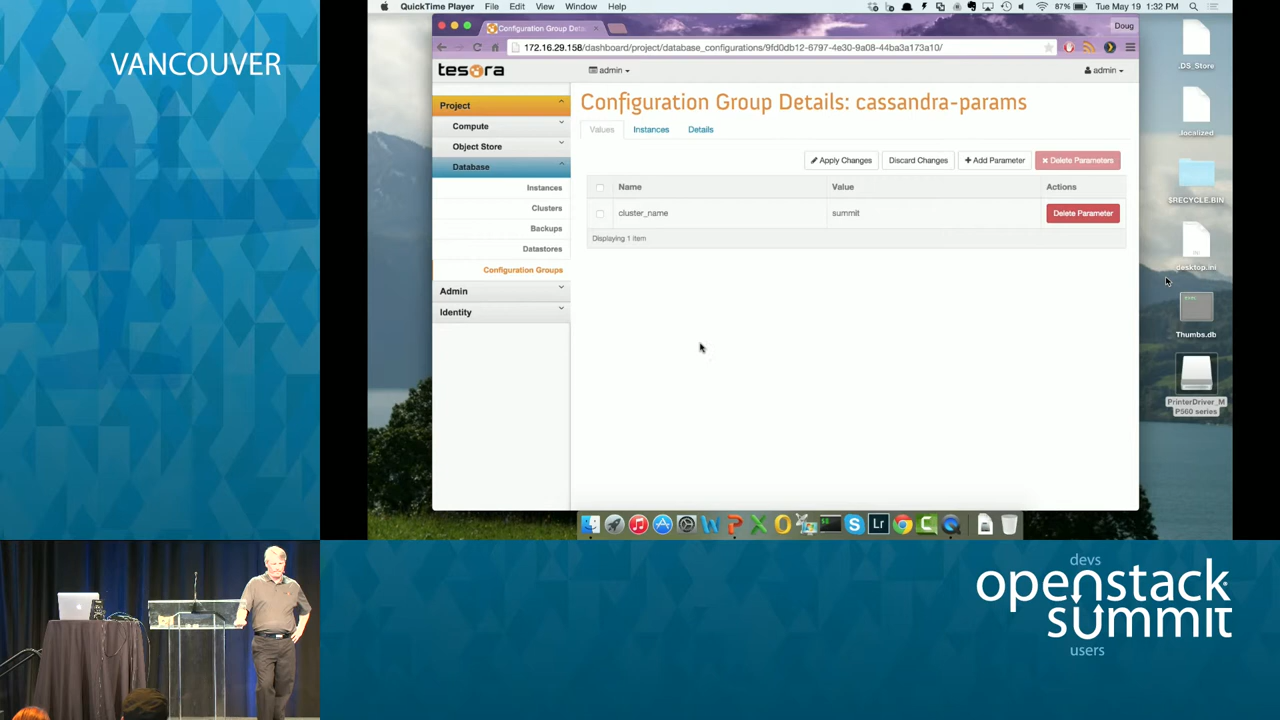 VANCOUVER
QuickTime Player File Edit View Window Help
87% Tue May 19 1:32 PM
Configuration Group Deta
Doug
172.16.29.158/dashboard/project/database_configurations/9fd0db12-6797-4e30-9a08-44ba3a173a10/
tesora
admin
admin
Project
Compute
Object Store
Database
Instances
Clusters
Backups
Datastores
Configuration Groups
Admin
Identity
Configuration Group Details: cassandra-params
Values Instances Details
Apply Changes Discard Changes + Add Parameter Delete Parameters
Name Value Actions
cluster_name summit Delete Parameter
Displaying 1 item
.DS_Store
.localized
$RECYCLE.BIN
desktop.ini
Thumbs.db
PrinterDriver_M
P560 series
devs
openstack
summit
users